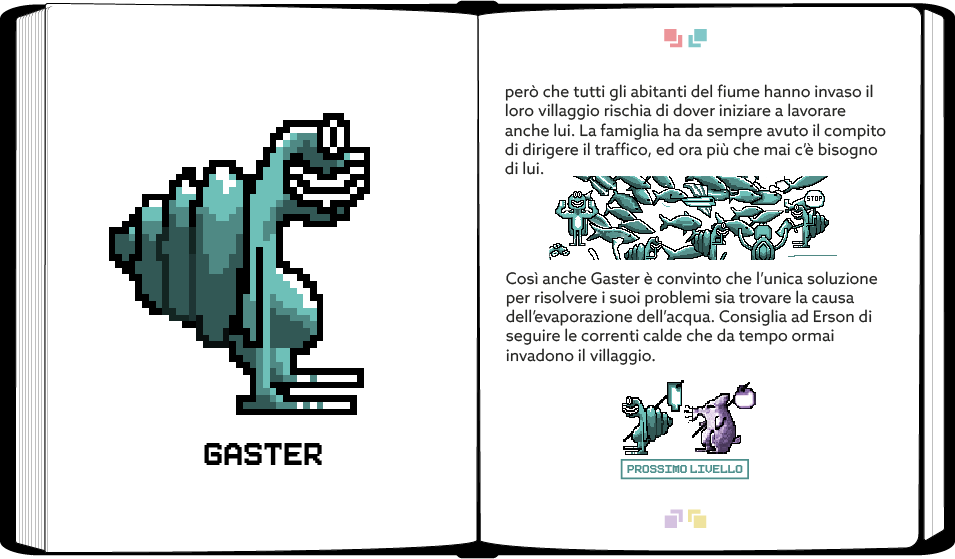 GASTER
però che tutti gli abitanti del fiume hanno invaso il
loro villaggio rischia di dover iniziare a lavorare
anche lui. La famiglia ha da sempre avuto il compito
di dirigere il traffico, ed ora più che mai c'è bisogno
di lui.
STOP
Così anche Gaster è convinto che l'unica soluzione
per risolvere i suoi problemi sia trovare la causa
dell'evaporazione dell'acqua. Consiglia ad Erson di
seguire le correnti calde che da tempo ormai
invadono il villaggio.
PROSSIMO LIVELLO